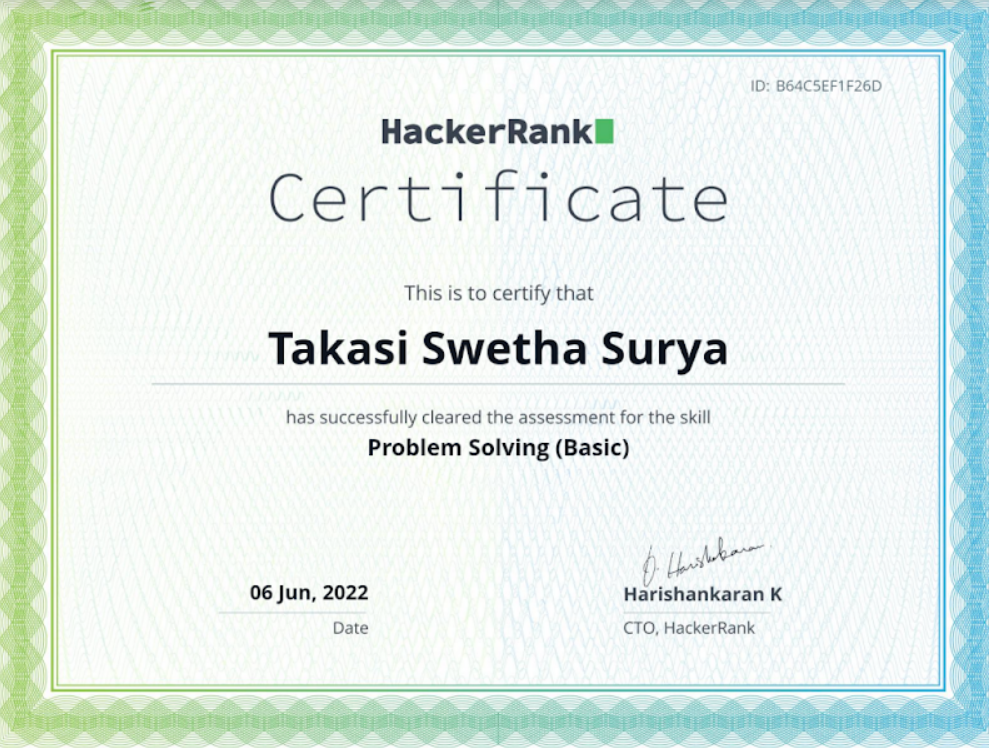 ID: B64C5EF1F26D
HackerRank
Certificate
This is to certify that
Takasi Swetha Surya
has successfully cleared the assessment for the skill
Problem Solving (Basic)
D. Harishankaran
06 Jun, 2022
Harishankaran K
Date
CTO, HackerRank